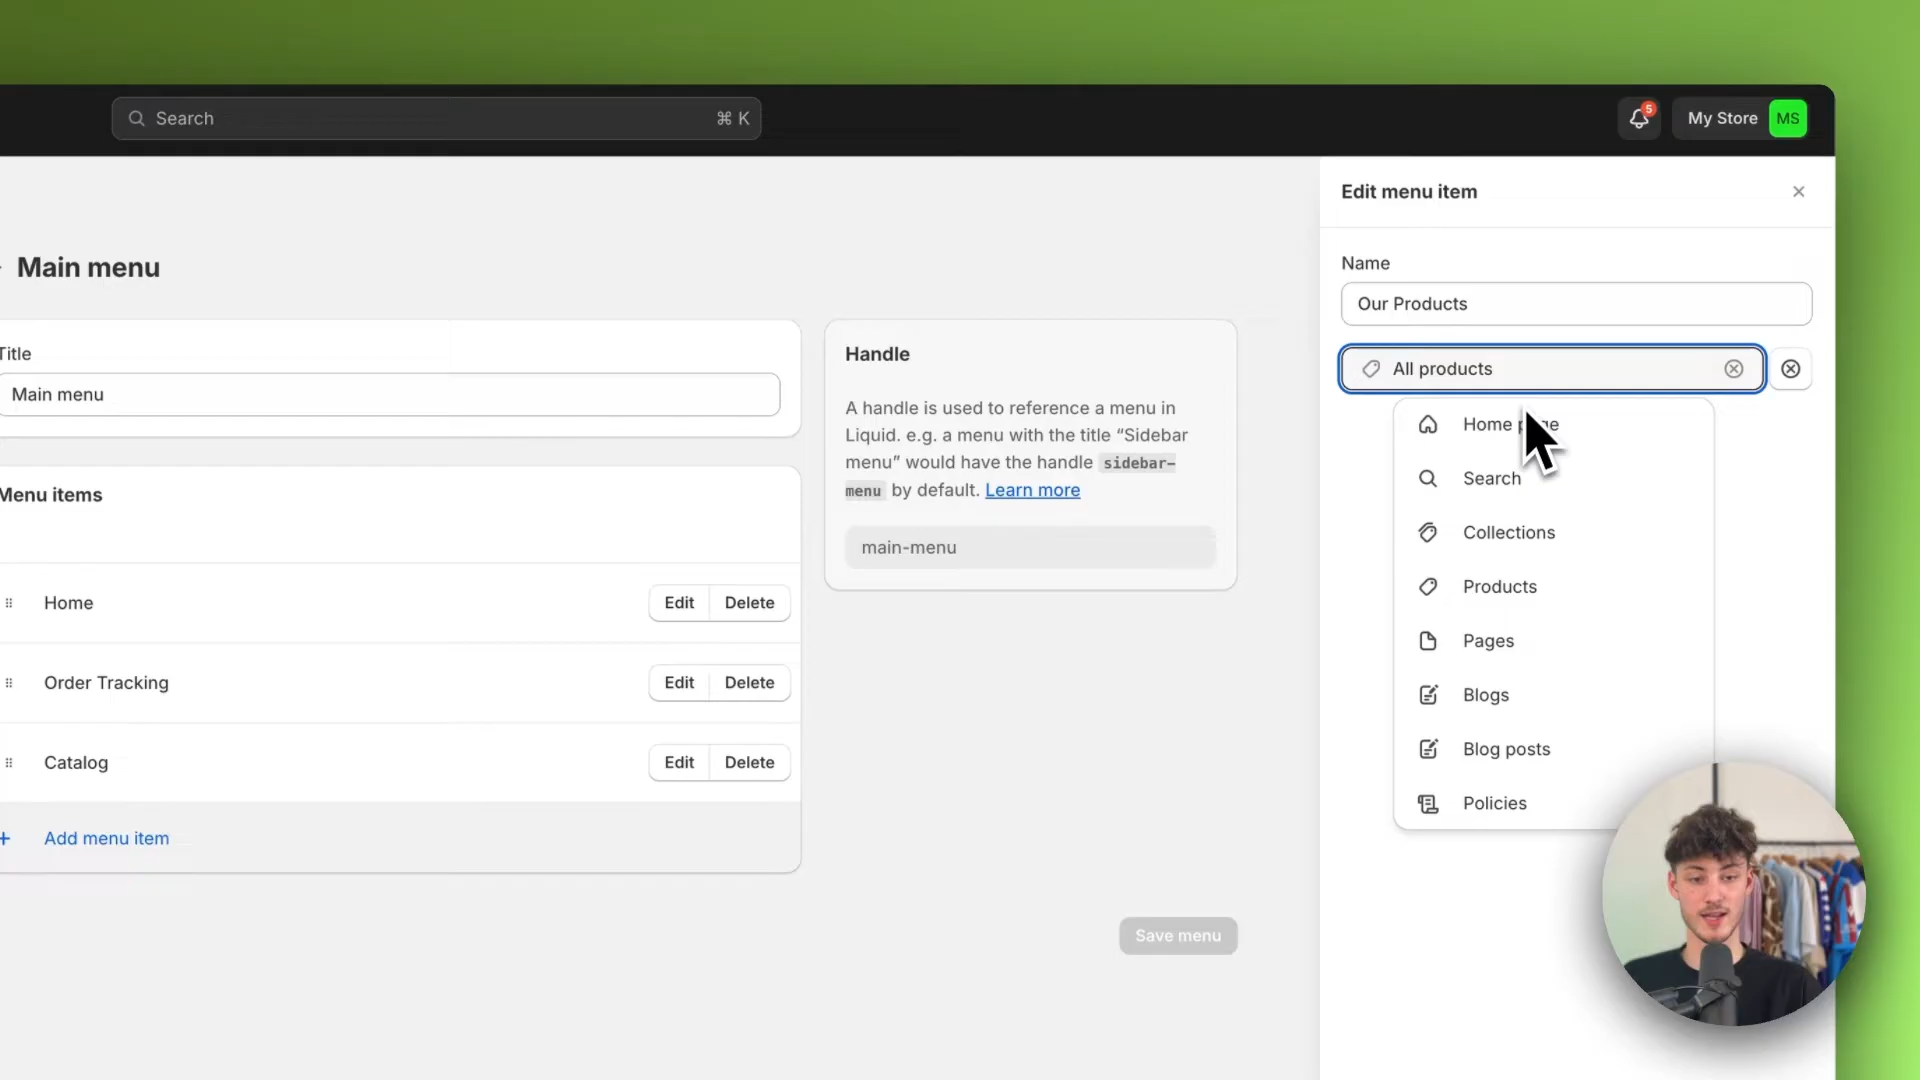 Search
⌘ K
5
My Store
MS
Edit menu item
Name
Our Products
All products
Home page
Search
Collections
Products
Pages
Blogs
Blog posts
Policies
Main menu
Title
Main menu
Menu items
Home
Edit
Delete
Order Tracking
Edit
Delete
Catalog
Edit
Delete
Add menu item
Handle
A handle is used to reference a menu in
Liquid. e.g. a menu with the title “Sidebar
menu” would have the handle sidebar-
menu by default. Learn more
main-menu
Save menu